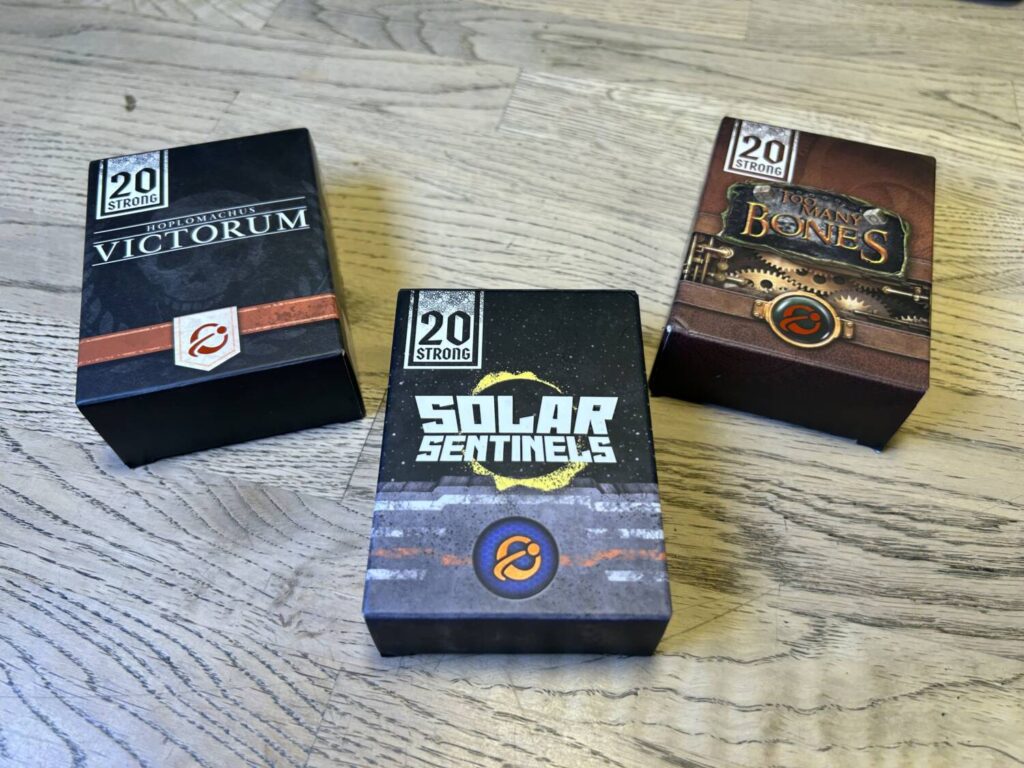 20
STRONG
HOPLOMACHUS
VICTORUM
20
STRONG
TOO
MANY
BONES
20
STRONG
SOLAR
SENTINELS